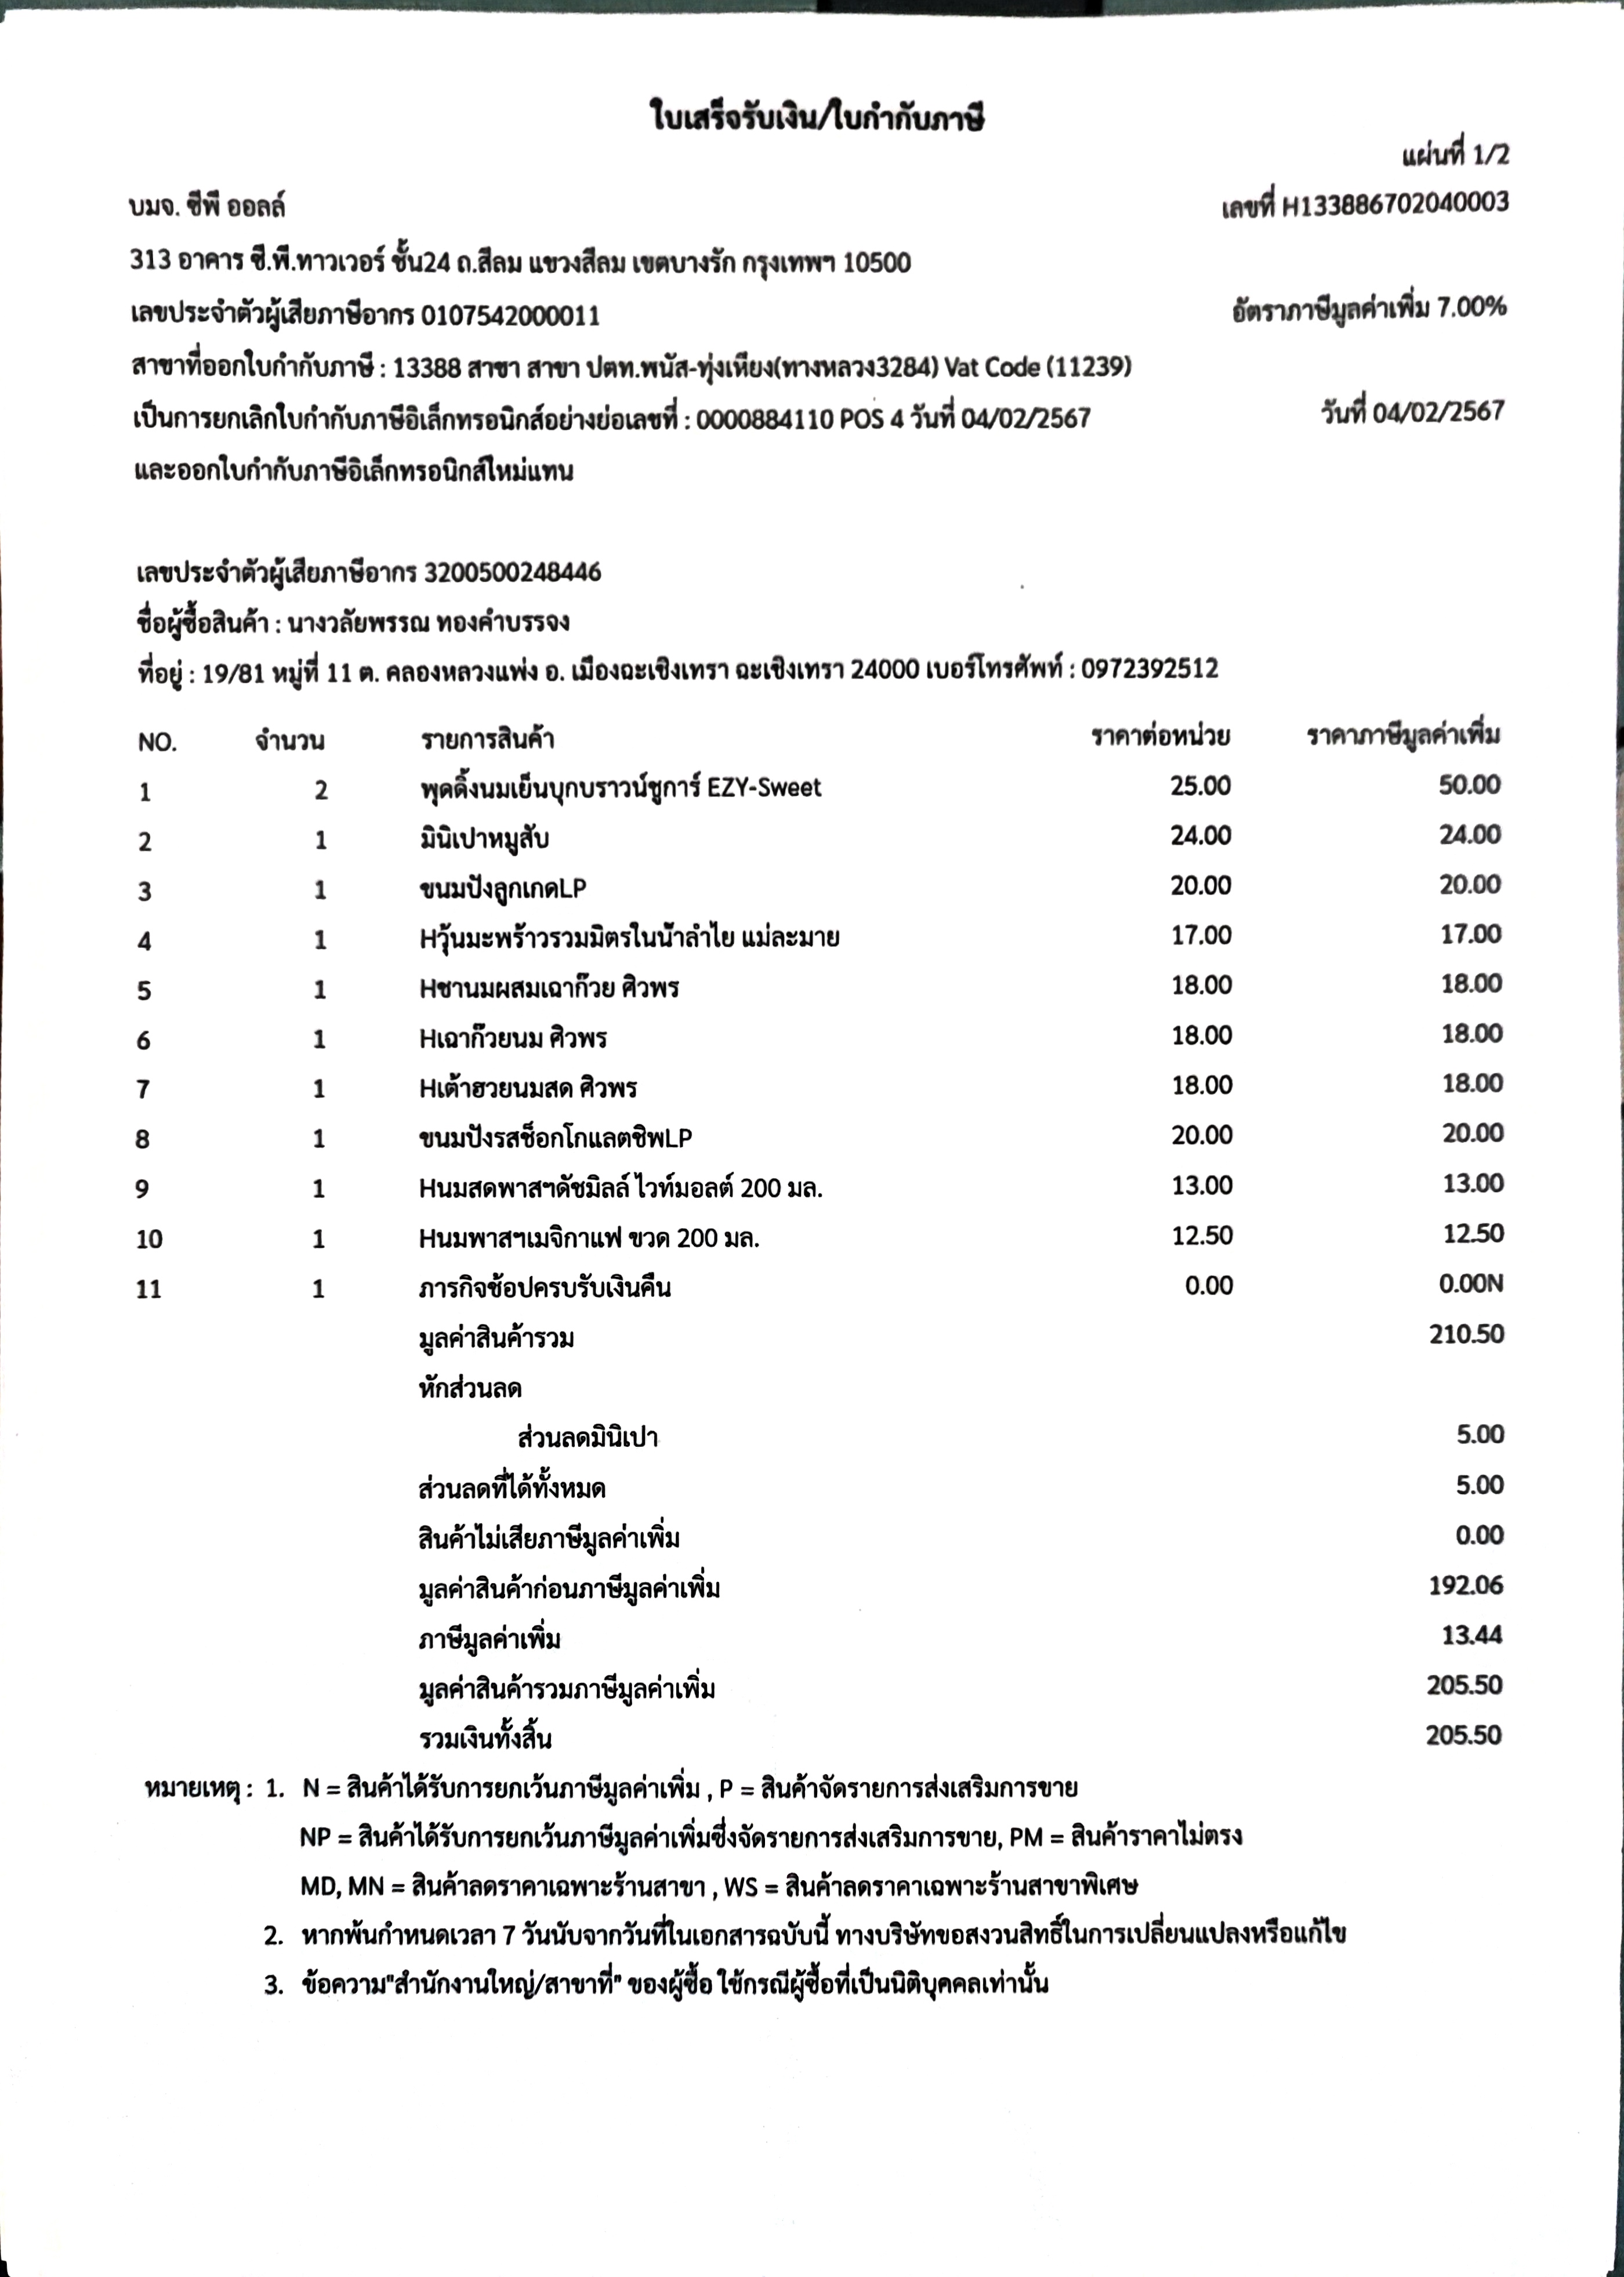 ใบเสร็จรับเงิน/ใบกำกับภาษี
แผ่นที่ 1/2
บมจ. ซีพี ออลล์ เลขที่ H133886702040003
313 อาคาร ซี.พี.ทาวเวอร์ ชั้น24 ถ.สีลม แขวงสีลม เขตบางรัก กรุงเทพฯ 10500
เลขประจำตัวผู้เสียภาษีอากร 0107542000011 อัตราภาษีมูลค่าเพิ่ม 7.00%
สาขาที่ออกใบกำกับภาษี : 13388 สาขา สาขา ปตท.พนัส-ทุ่งเหียง(ทางหลวง3284) Vat Code (11239)
เป็นการยกเลิกใบกำกับภาษีอิเล็กทรอนิกส์อย่างย่อเลขที่ : 0000884110 POS 4 วันที่ 04/02/2567 วันที่ 04/02/2567
และออกใบกำกับภาษีอิเล็กทรอนิกส์ใหม่แทน
เลขประจำตัวผู้เสียภาษีอากร 3200500248446
ชื่อผู้ซื้อสินค้า : นางวลัยพรรณ ทองคำบรรจง
ที่อยู่ : 19/81 หมู่ที่ 11 ต. คลองหลวงแพ่ง อ. เมืองฉะเชิงเทรา ฉะเชิงเทรา 24000 เบอร์โทรศัพท์ : 0972392512
NO. จำนวน รายการสินค้า ราคาต่อหน่วย ราคาภาษีมูลค่าเพิ่ม
1 2 พุดดิ้งนมเย็นบุกบราวน์ชูการ์ EZY-Sweet 25.00 50.00
2 1 มินิเปาหมูสับ 24.00 24.00
3 1 ขนมปังลูกเกดLP 20.00 20.00
4 1 Hวุ้นมะพร้าวรวมมิตรในน้ำลำไย แม่ละมาย 17.00 17.00
5 1 Hชานมผสมเฉาก๊วย ศิวพร 18.00 18.00
6 1 Hเฉาก๊วยนม ศิวพร 18.00 18.00
7 1 Hเต้าฮวยนมสด ศิวพร 18.00 18.00
8 1 ขนมปังรสช็อกโกแลตชิพLP 20.00 20.00
9 1 Hนมสดพาสฯดัชมิลล์ ไวท์มอลต์ 200 มล. 13.00 13.00
10 1 Hนมพาสฯเมจิกาแฟ ขวด 200 มล. 12.50 12.50
11 1 ภารกิจช้อปครบรับเงินคืน 0.00 0.00N
มูลค่าสินค้ารวม 210.50
หักส่วนลด
ส่วนลดมินิเปา 5.00
ส่วนลดที่ได้ทั้งหมด 5.00
สินค้าไม่เสียภาษีมูลค่าเพิ่ม 0.00
มูลค่าสินค้าก่อนภาษีมูลค่าเพิ่ม 192.06
ภาษีมูลค่าเพิ่ม 13.44
มูลค่าสินค้ารวมภาษีมูลค่าเพิ่ม 205.50
รวมเงินทั้งสิ้น 205.50
หมายเหตุ : 1. N = สินค้าได้รับการยกเว้นภาษีมูลค่าเพิ่ม , P = สินค้าจัดรายการส่งเสริมการขาย
NP = สินค้าได้รับการยกเว้นภาษีมูลค่าเพิ่มซึ่งจัดรายการส่งเสริมการขาย, PM = สินค้าราคาไม่ตรง
MD, MN = สินค้าลดราคาเฉพาะร้านสาขา , WS = สินค้าลดราคาเฉพาะร้านสาขาพิเศษ
2. หากพ้นกำหนดเวลา 7 วันนับจากวันที่ในเอกสารฉบับนี้ ทางบริษัทขอสงวนสิทธิ์ในการเปลี่ยนแปลงหรือแก้ไข
3. ข้อความ"สำนักงานใหญ่/สาขาที่" ของผู้ซื้อ ใช้กรณีผู้ซื้อที่เป็นนิติบุคคลเท่านั้น